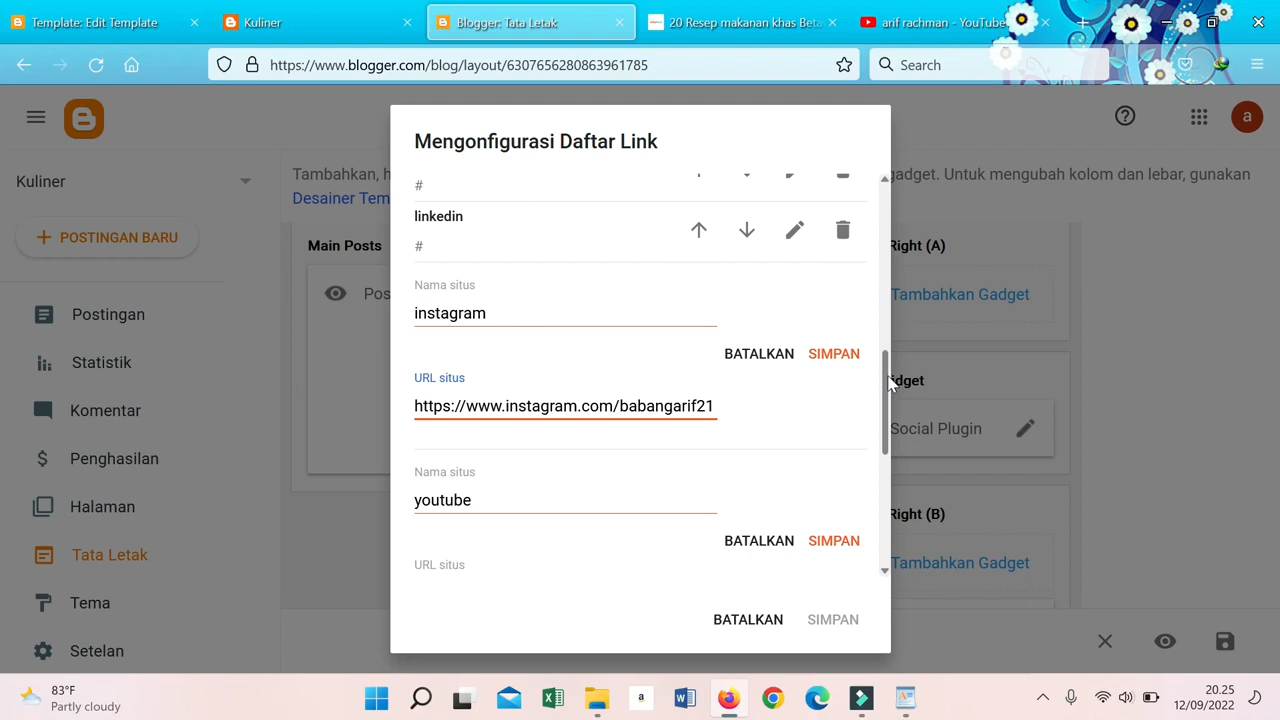 Template: Edit Template
Kuliner
Blogger: Tata Letak
20 Resep makanan khas Beta
arif rachman - YouTube
https://www.blogger.com/blog/layout/6307656280863961785
Search
a
Kuliner
POSTINGAN BARU
Postingan
Statistik
Komentar
Penghasilan
Halaman
Tata Letak
Tema
Setelan
Tambahkan, h
gadget. Untuk mengubah kolom dan lebar, gunakan
Desainer Tem
Main Posts
Pos
Mengonfigurasi Daftar Link
#
linkedin
#
Nama situs
instagram
BATALKAN SIMPAN
URL situs
https://www.instagram.com/babangarif21
Nama situs
youtube
BATALKAN SIMPAN
URL situs
BATALKAN SIMPAN
Right (A)
Tambahkan Gadget
idget
Social Plugin
Right (B)
Tambahkan Gadget
83°F
Partly cloudy
a
20.25
12/09/2022